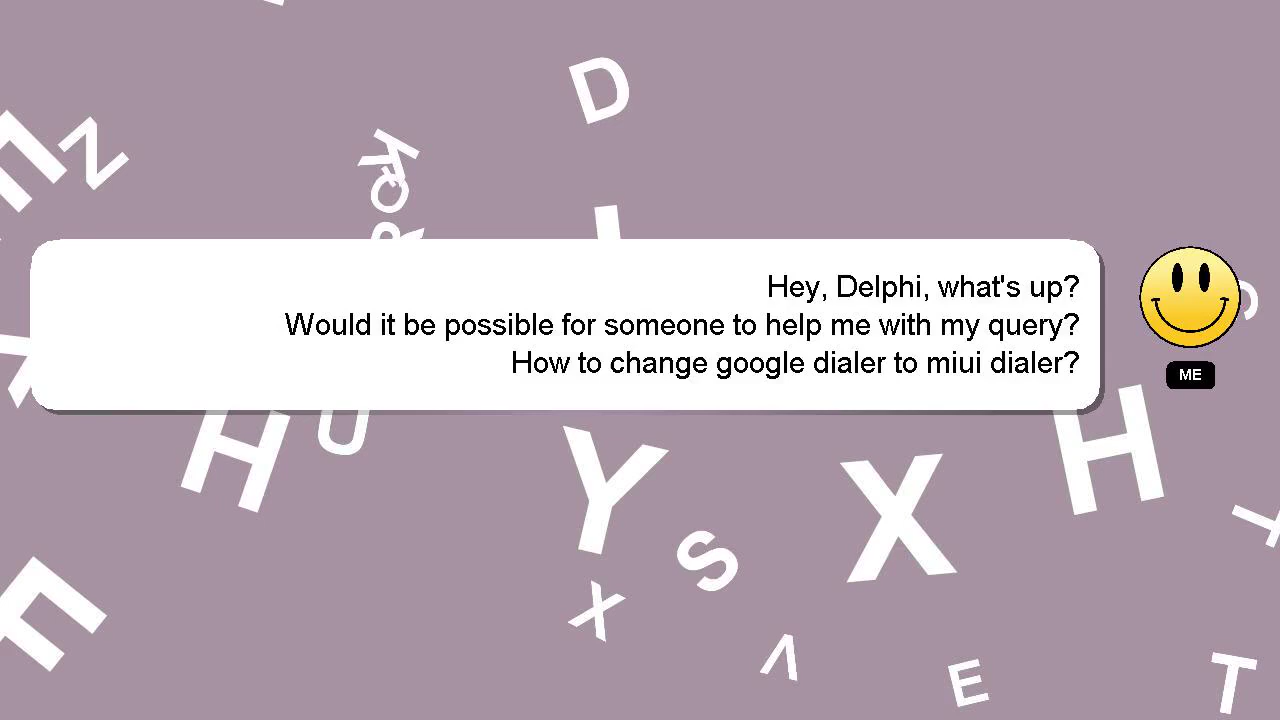 Hey, Delphi, what's up?
Would it be possible for someone to help me with my query?
How to change google dialer to miui dialer?
ME
D
Z
K
H
U
Y
X
H
S
X
V
E
T